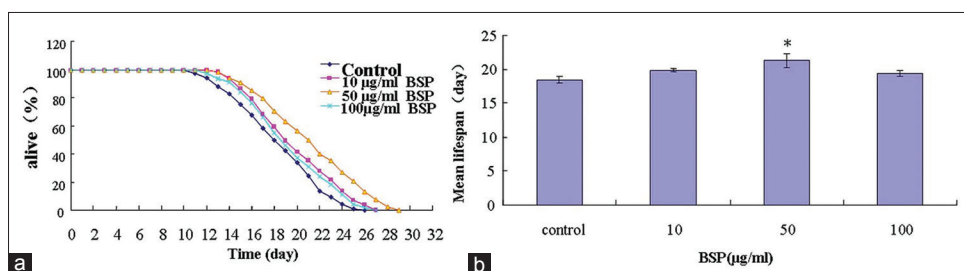 120
100
80
60
40
20
0
alive (%)
0 2 4 6 8 10 12 14 16 18 20 22 24 26 28 30 32
Time (day)
Control
10 μg/ml BSP
50 μg/ml BSP
100μg/ml BSP
a
25
20
15
10
5
0
Mean lifespan (day)
*
control 10 50 100
BSP(μg/ml)
b